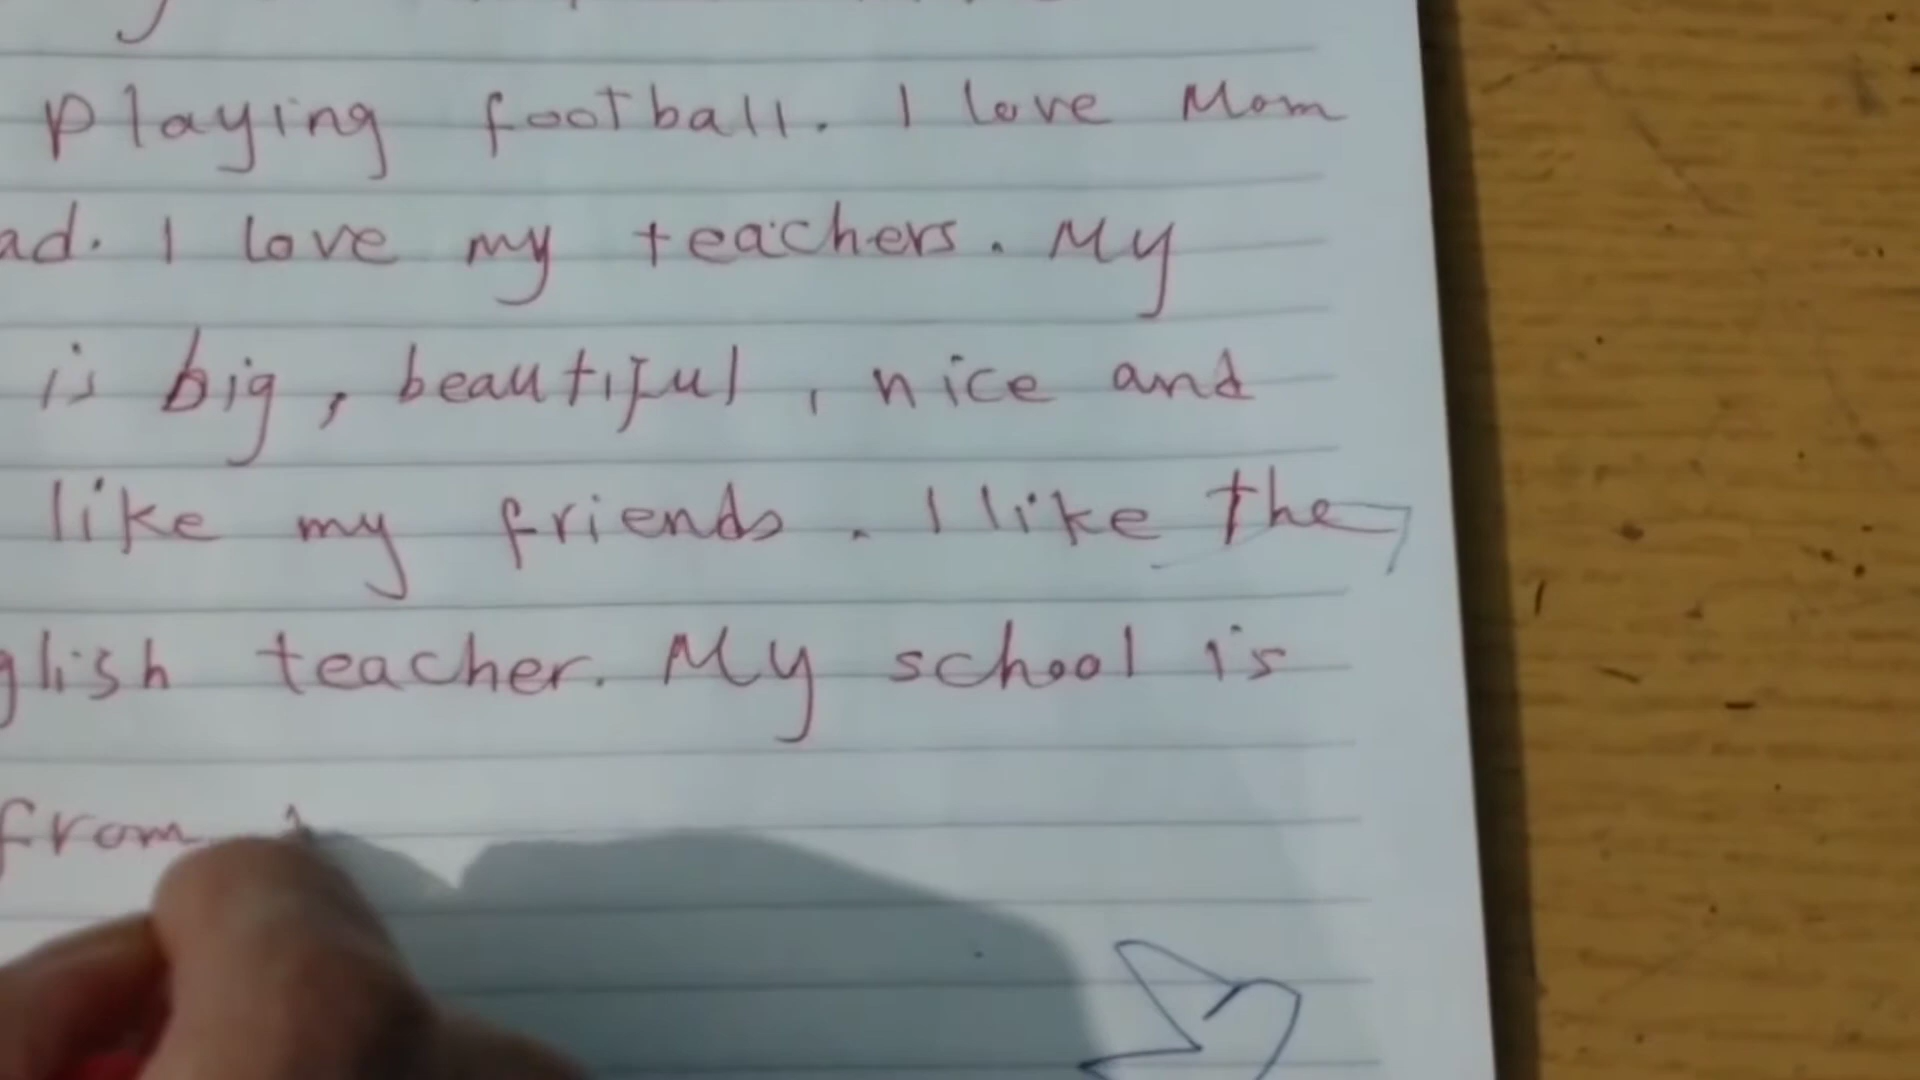 playing football. I love Mom
ad. I love my teachers. My
is big, beautiful, nice and
like my friends. I like the
glish teacher. My school is
from